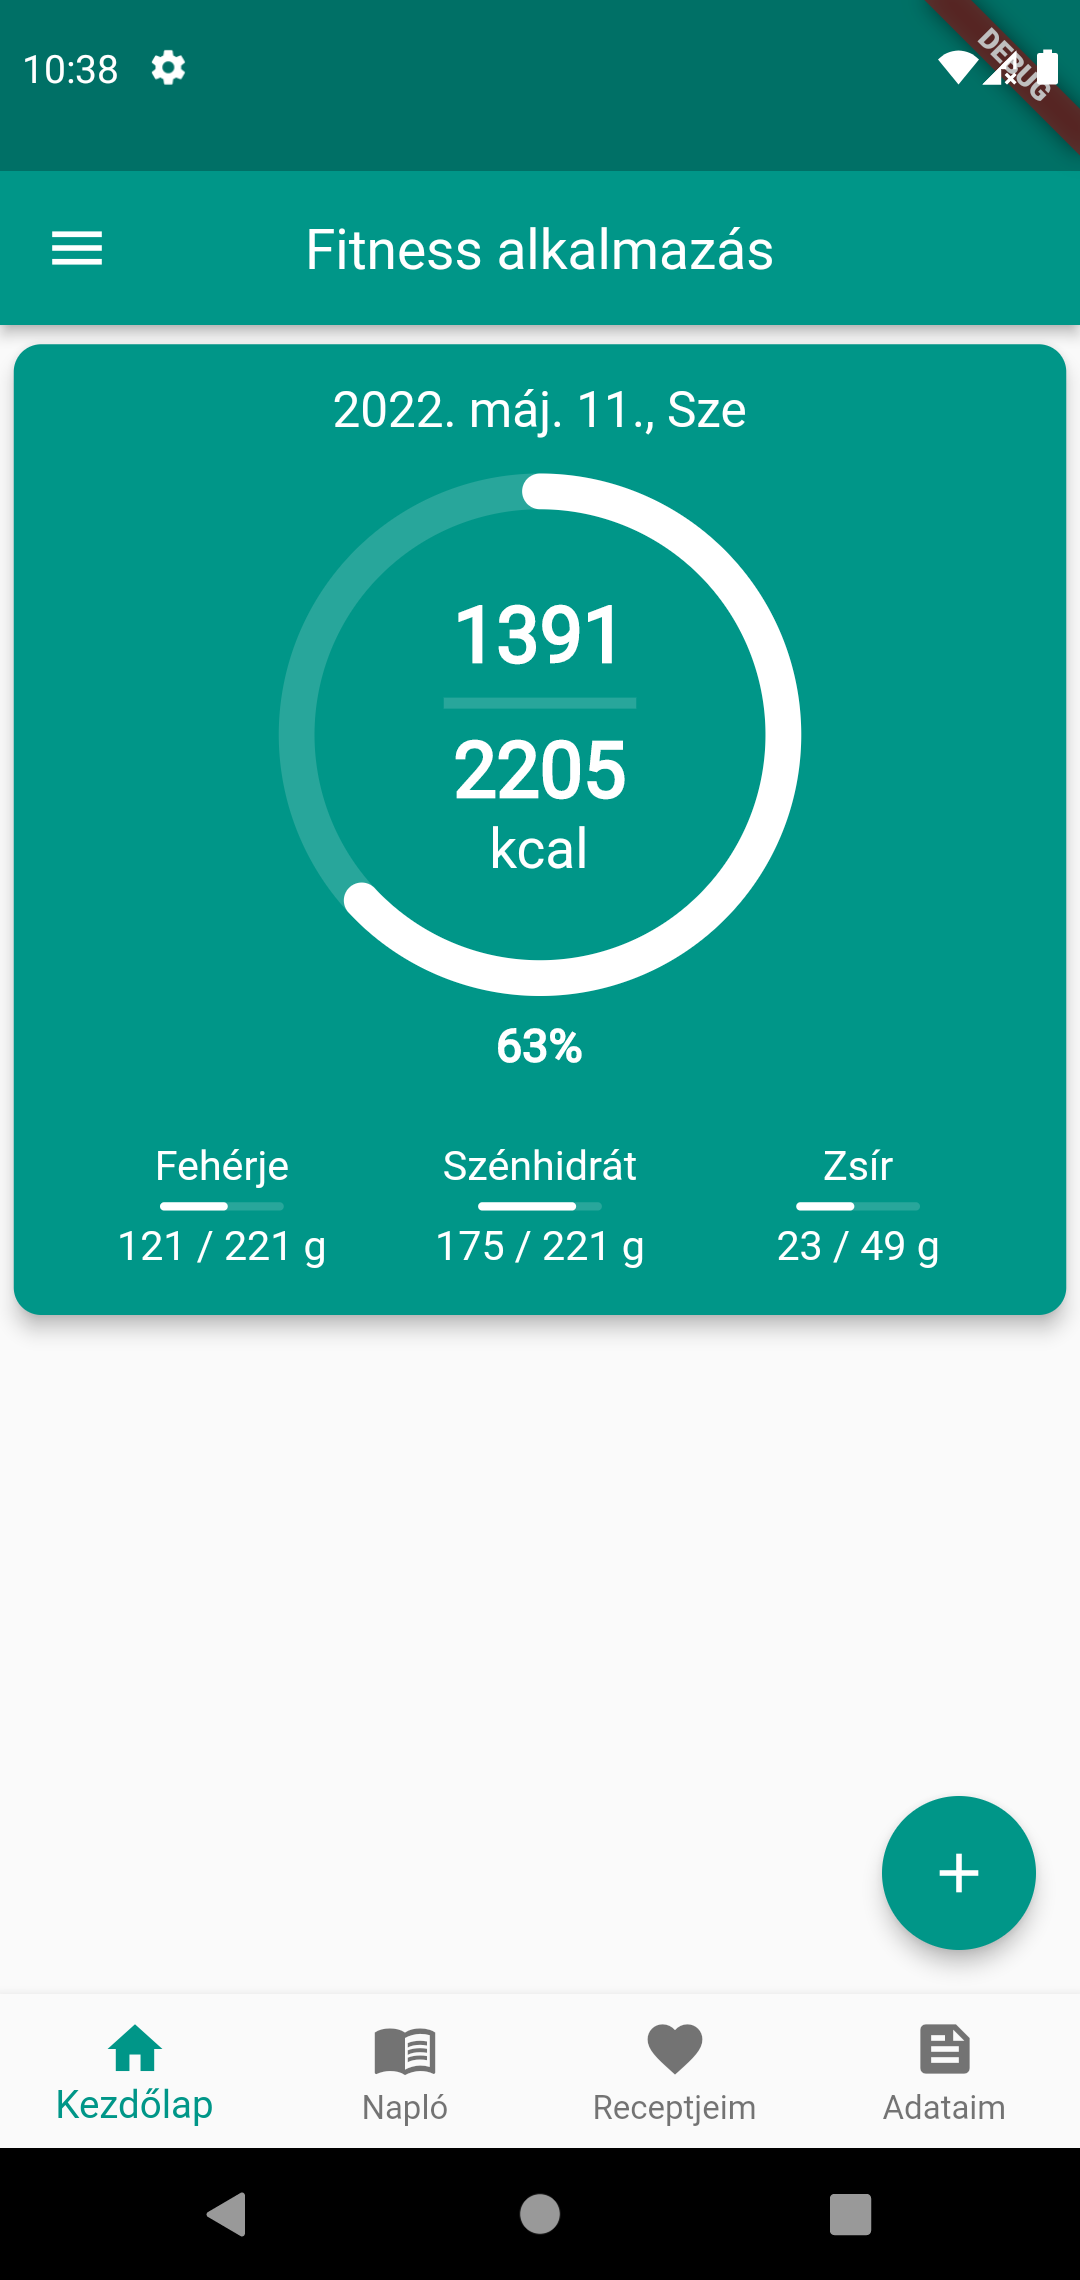 10:38
DEBUG
Fitness alkalmazás
2022. máj. 11., Sze
1391
2205
kcal
63%
Fehérje Szénhidrát Zsír
121 / 221 g 175 / 221 g 23 / 49 g
Kezdőlap Napló Receptjeim Adataim